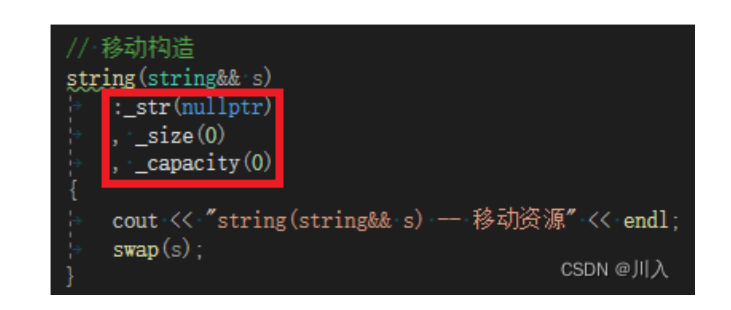 // 移动构造
string(string&& s)
:_str(nullptr)
, _size(0)
, _capacity(0)
{
cout << "string(string&& s) -- 移动资源" << endl;
swap(s);
}
CSDN @川入